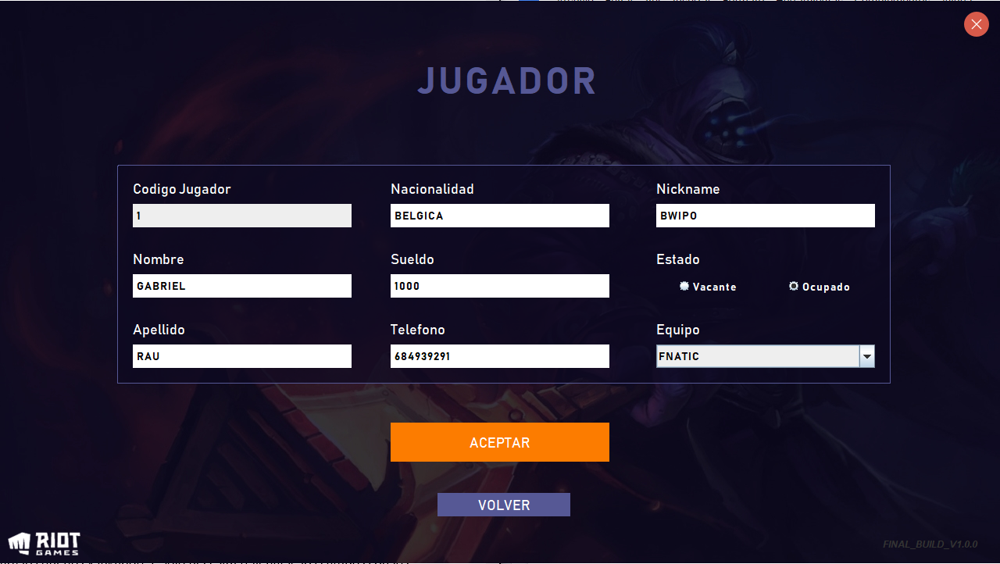 JUGADOR
Codigo Jugador
Nacionalidad
Nickname
1
BELGICA
BWIPO
Nombre
Sueldo
Estado
GABRIEL
1000
Vacante
Ocupado
Apellido
Telefono
Equipo
RAU
684939291
FNATIC
ACEPTAR
VOLVER
RIOT
GAMES
FINAL_BUILD_V1.0.0